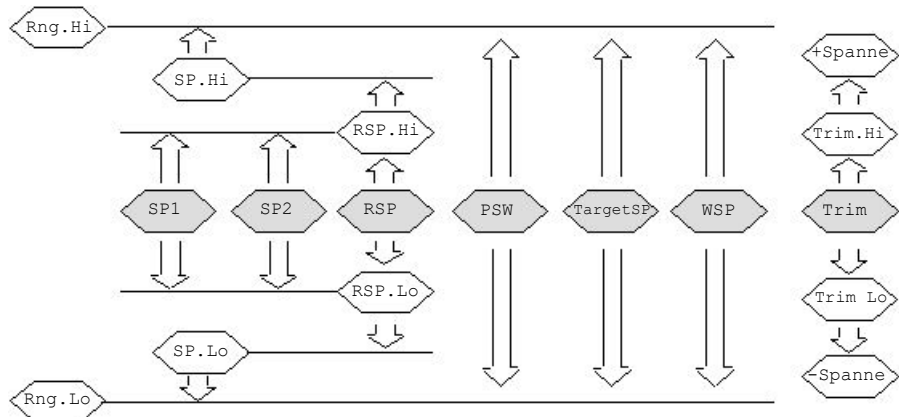 Rng.Hi
+Spanne
SP.Hi
RSP.Hi
Trim.Hi
SP1 SP2 RSP PSW TargetSP WSP Trim
RSP.Lo
Trim Lo
SP.Lo
-Spanne
Rng.Lo